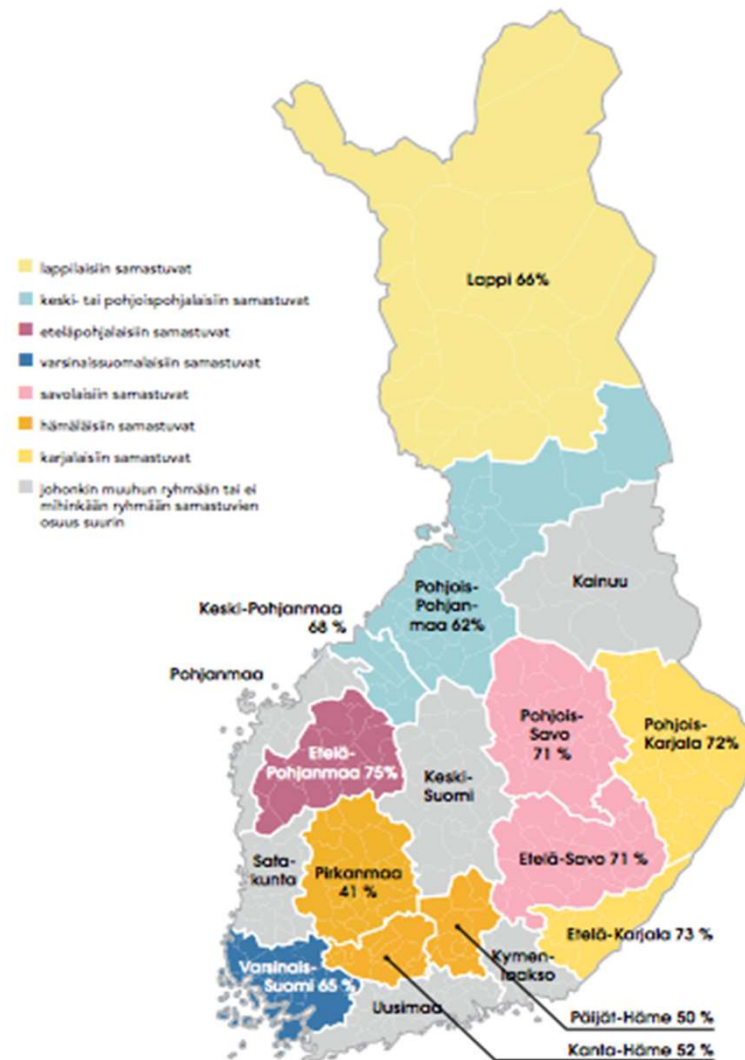 lappilaisiin samastuvat
keski- tai pohjoispohjalaisiin samastuvat
eteläpohjalaisiin samastuvat
varsinaissuomalaisiin samastuvat
savolaisiin samastuvat
hämäläisiin samastuvat
karjalaisiin samastuvat
johonkin muuhun ryhmään tai ei
mihinkään ryhmään samastuvien
osuus suurin
Lappi 66%
Kainuu
Pohjois-
Pohjan-
maa 62%
Keski-Pohjanmaa
68 %
Pohjanmaa
Etelä-
Pohjanmaa 75%
Keski-
Suomi
Pohjois-
Savo
71 %
Pohjois-
Karjala 72%
Sata-
kunta
Pirkanmaa
41 %
Etelä-Savo 71 %
Etelä-Karjala 73 %
Kymen-
laakso
Varsinais-
Suomi 65 %
Uusimaa
Päijät-Häme 50 %
Kanta-Häme 52 %